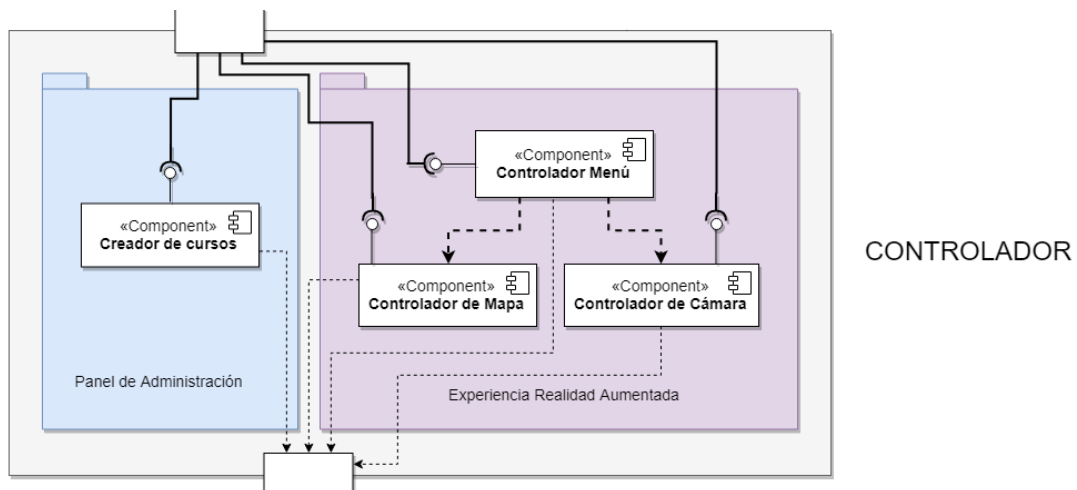 «Component»
Controlador Menú
«Component»
Creador de cursos
CONTROLADOR
«Component»
Controlador de Mapa
«Component»
Controlador de Cámara
Panel de Administración
Experiencia Realidad Aumentada